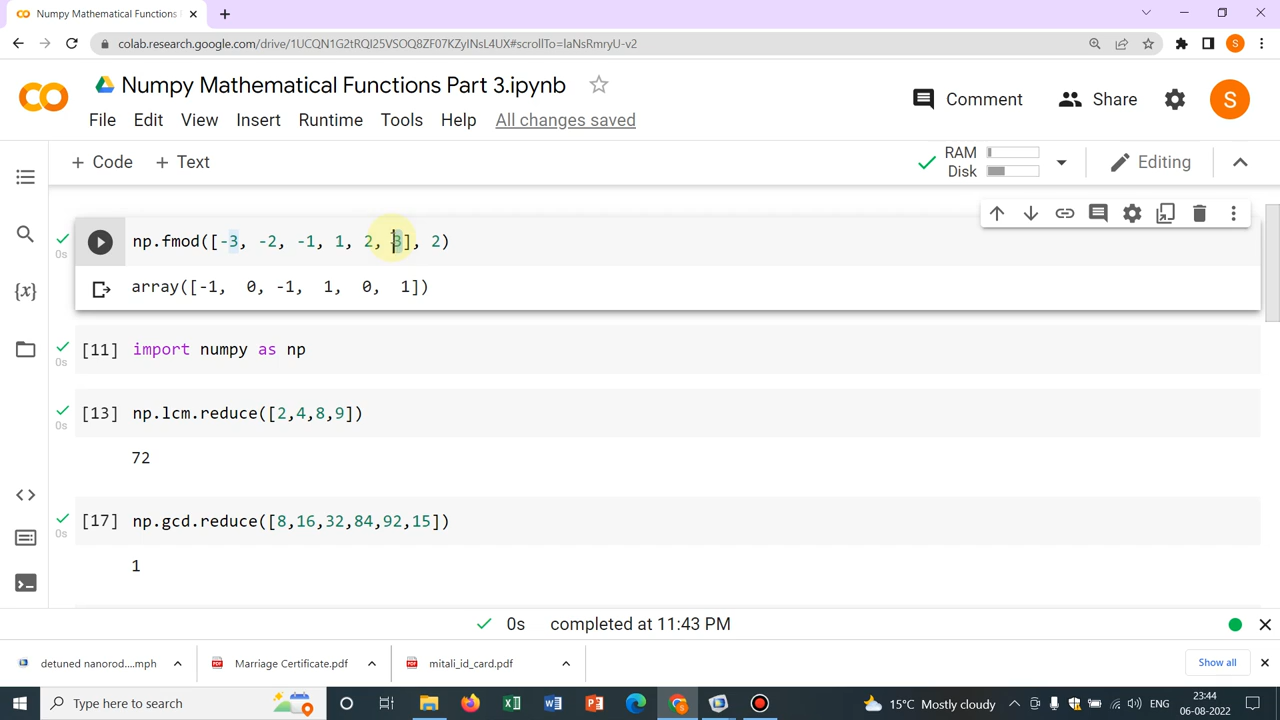 Numpy Mathematical Functions
colab.research.google.com/drive/1UCQN1G2tRQI25VSOQ8ZF07KZyINsL4UX#scrollTo=laNsRmryU-v2
S
Numpy Mathematical Functions Part 3.ipynb
Comment
Share
S
File Edit View Insert Runtime Tools Help All changes saved
+ Code + Text
RAM
Disk
Editing
np.fmod([-3, -2, -1, 1, 2, 3], 2)
0s
array([-1, 0, -1, 1, 0, 1])
{x}
[11] import numpy as np
0s
[13] np.lcm.reduce([2,4,8,9])
0s
72
[17] np.gcd.reduce([8,16,32,84,92,15])
0s
1
0s completed at 11:43 PM
detuned nanorod....mph
Marriage Certificate.pdf
mitali_id_card.pdf
Show all
Type here to search
15°C Mostly cloudy
ENG
23:44
06-08-2022